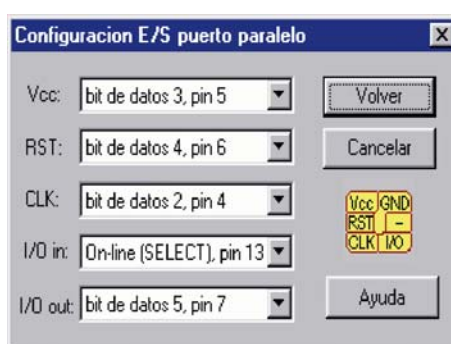 Configuracion E/S puerto paralelo
Vcc: bit de datos 3, pin 5
Volver
RST: bit de datos 4, pin 6
Cancelar
CLK: bit de datos 2, pin 4
Vcc GND
RST -
CLK I/O
I/O in: On-line (SELECT), pin 13
I/O out: bit de datos 5, pin 7
Ayuda